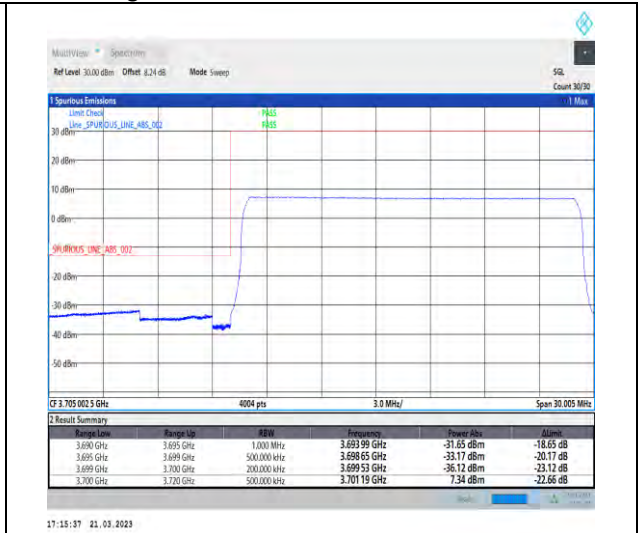 MultiView Spectrum
Ref Level 30.00 dBm Offset 8.24 dB Mode Sweep SGL
Count 30/30
1 Spurious Emissions 1 Max
Limit Check PASS
Line _SPURIOUS_LINE_ABS_002 PASS
30 dBm
20 dBm
10 dBm
0 dBm
_SPURIOUS_LINE_ABS_002
-20 dBm
-30 dBm
-40 dBm
-50 dBm
CF 3.705 002 5 GHz 4004 pts 3.0 MHz/ Span 30.005 MHz
2 Result Summary
Range Low Range Up RBW Frequency Power Abs ΔLimit
3.690 GHz 3.695 GHz 1.000 MHz 3.693 99 GHz -31.65 dBm -18.65 dB
3.695 GHz 3.699 GHz 500.000 kHz 3.698 65 GHz -33.17 dBm -20.17 dB
3.699 GHz 3.700 GHz 200.000 kHz 3.699 53 GHz -36.12 dBm -23.12 dB
3.700 GHz 3.720 GHz 500.000 kHz 3.701 19 GHz 7.34 dBm -22.66 dB
17:15:37 21.03.2023